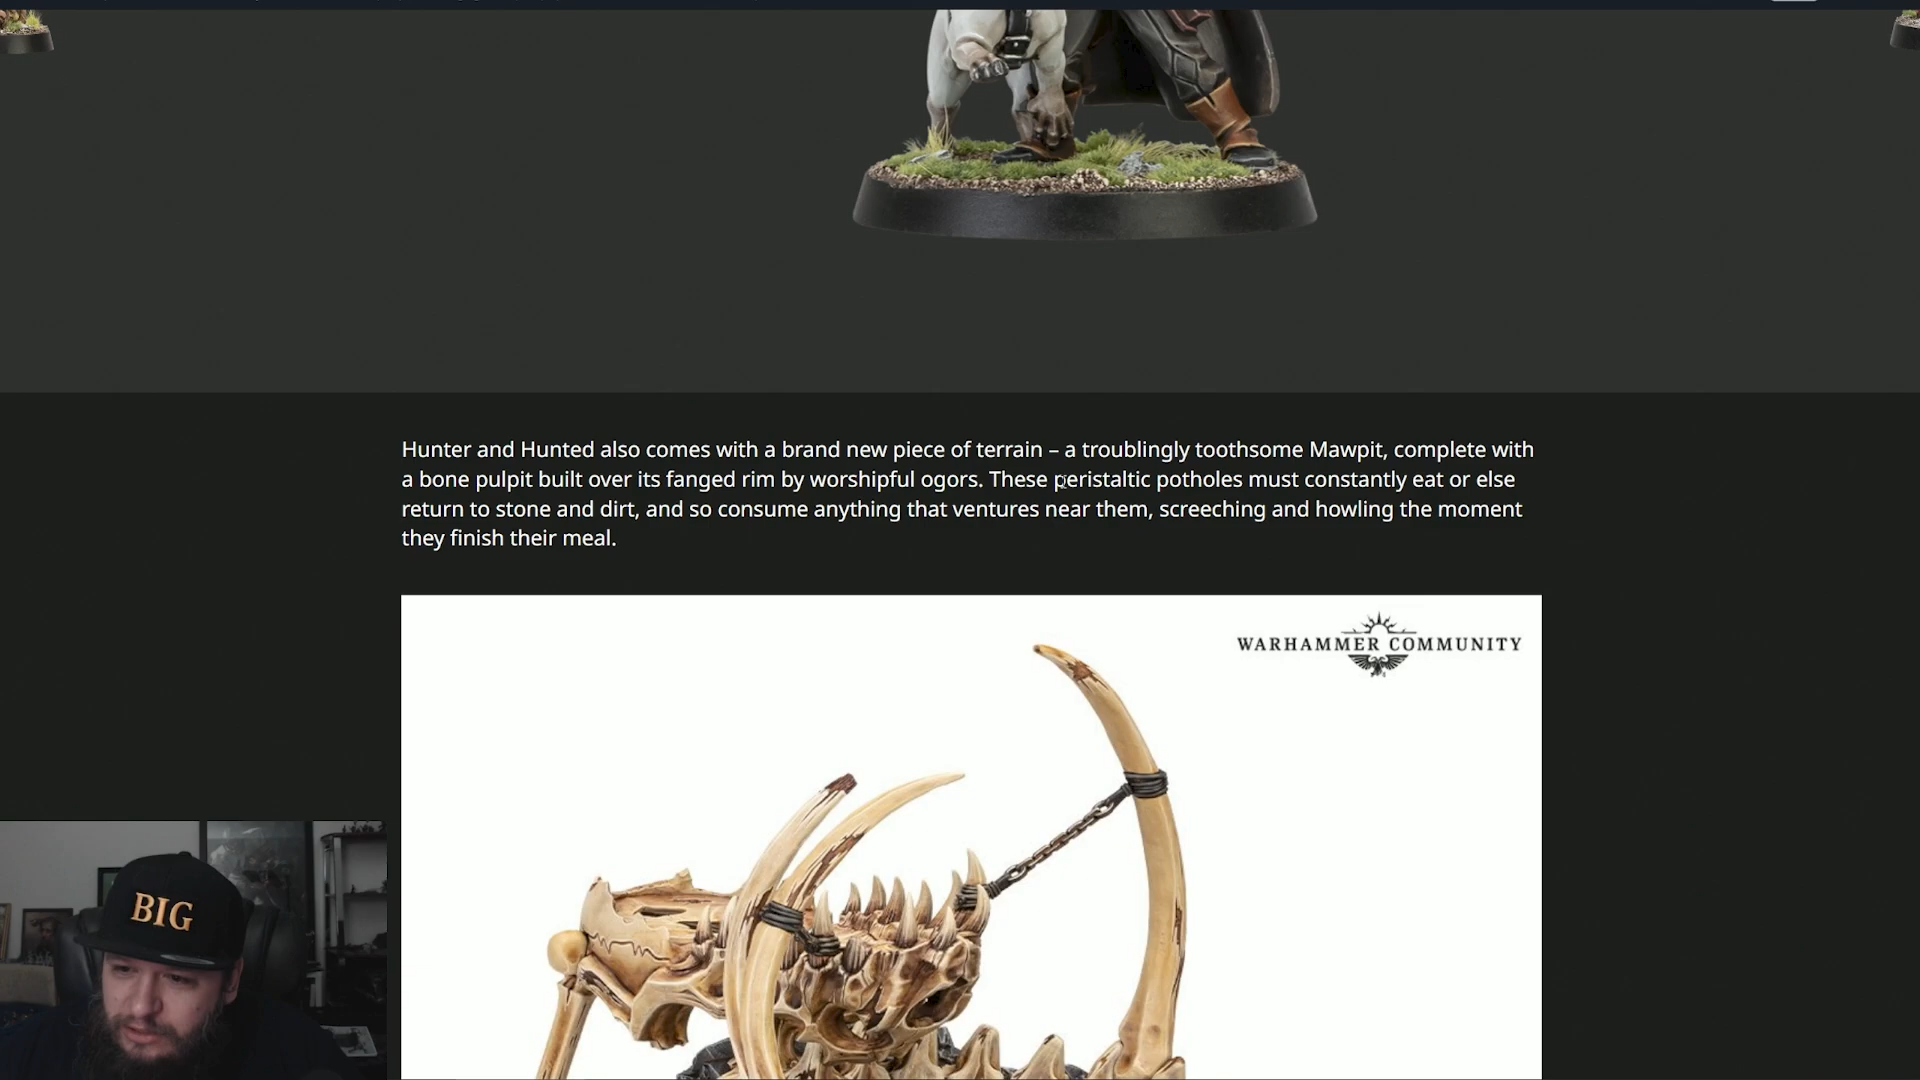 Hunter and Hunted also comes with a brand new piece of terrain – a troublingly toothsome Mawpit, complete with
a bone pulpit built over its fanged rim by worshipful ogors. These peristaltic potholes must constantly eat or else
return to stone and dirt, and so consume anything that ventures near them, screeching and howling the moment
they finish their meal.
WARHAMMER COMMUNITY
BIG